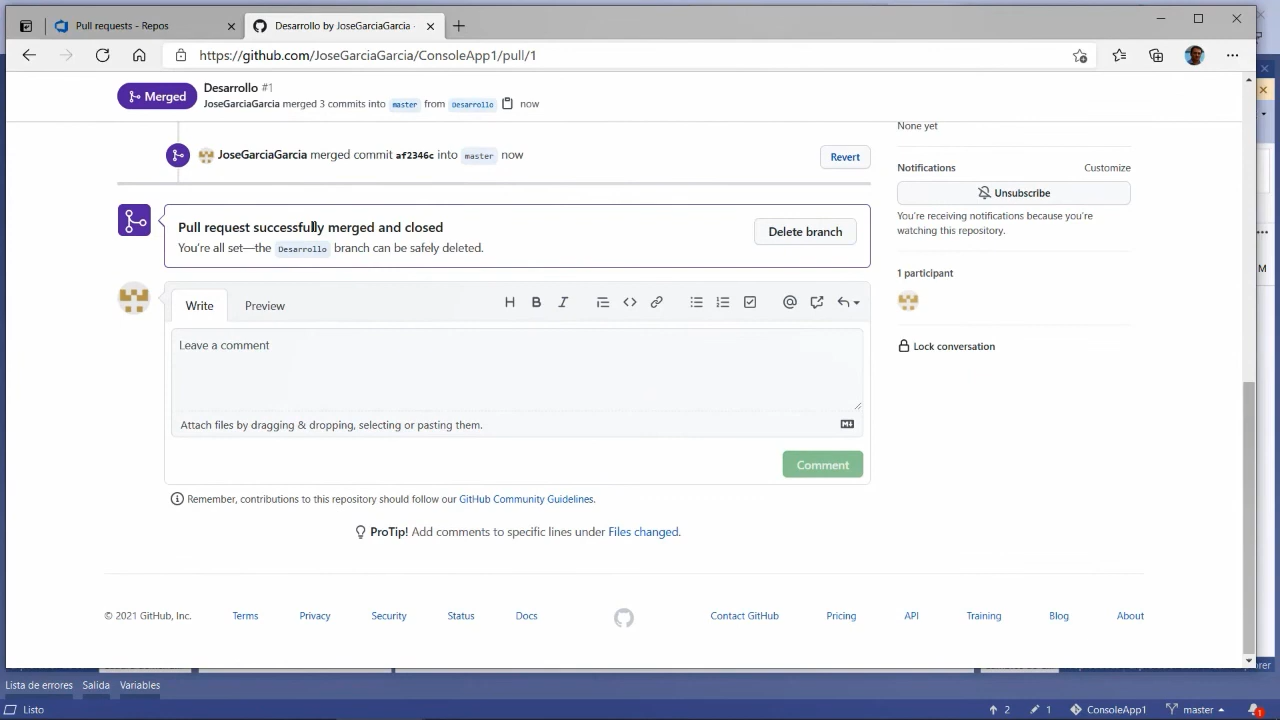 Pull requests - Repos
Desarrollo by JoseGarciaGarcia ·
https://github.com/JoseGarciaGarcia/ConsoleApp1/pull/1
Merged
Desarrollo #1
JoseGarciaGarcia merged 3 commits into master from Desarrollo now
None yet
JoseGarciaGarcia merged commit af2346c into master now
Revert
Notifications
Customize
Unsubscribe
You're receiving notifications because you're
watching this repository.
Pull request successfully merged and closed
You're all set—the Desarrollo branch can be safely deleted.
Delete branch
1 participant
Write
Preview
Leave a comment
Attach files by dragging & dropping, selecting or pasting them.
Comment
Lock conversation
Remember, contributions to this repository should follow our GitHub Community Guidelines.
ProTip! Add comments to specific lines under Files changed.
© 2021 GitHub, Inc.
Terms
Privacy
Security
Status
Docs
Contact GitHub
Pricing
API
Training
Blog
About
Lista de errores
Salida
Variables
Listo
2
1
ConsoleApp1
master
1